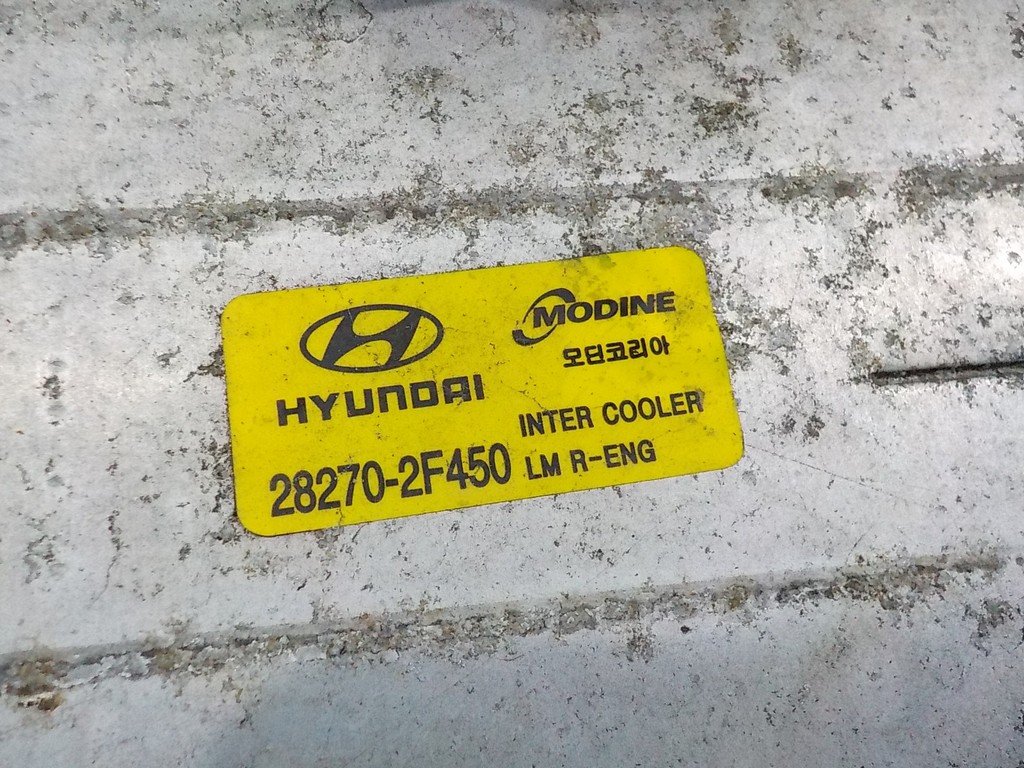 HYUNDAI
MODINE
모딘코리아
28270-2F450
INTER COOLER
LM R-ENG